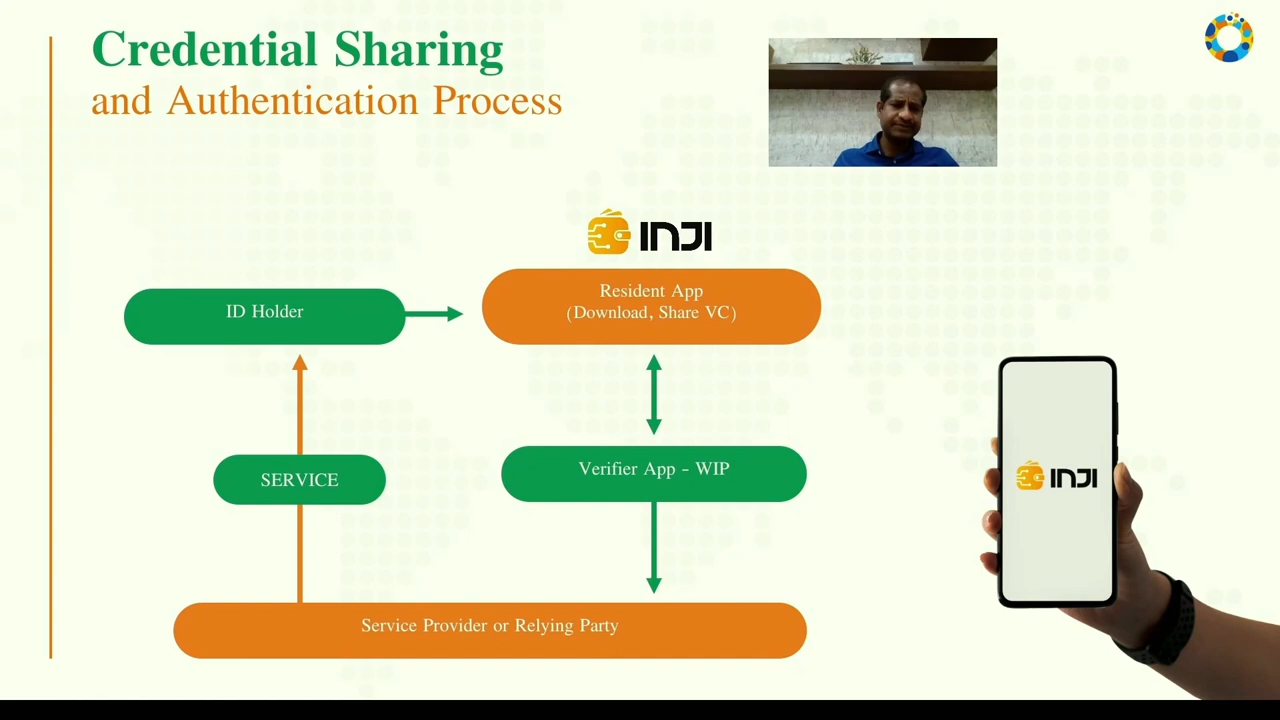 Credential Sharing
and Authentication Process
INJI
ID Holder
Resident App
(Download, Share VC)
SERVICE
Verifier App - WIP
INJI
Service Provider or Relying Party